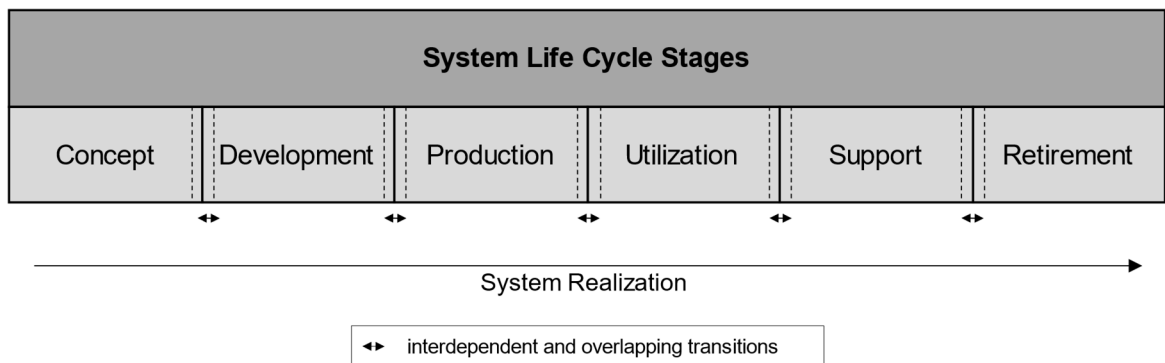 System Life Cycle Stages
Concept
Development
Production
Utilization
Support
Retirement
System Realization
interdependent and overlapping transitions